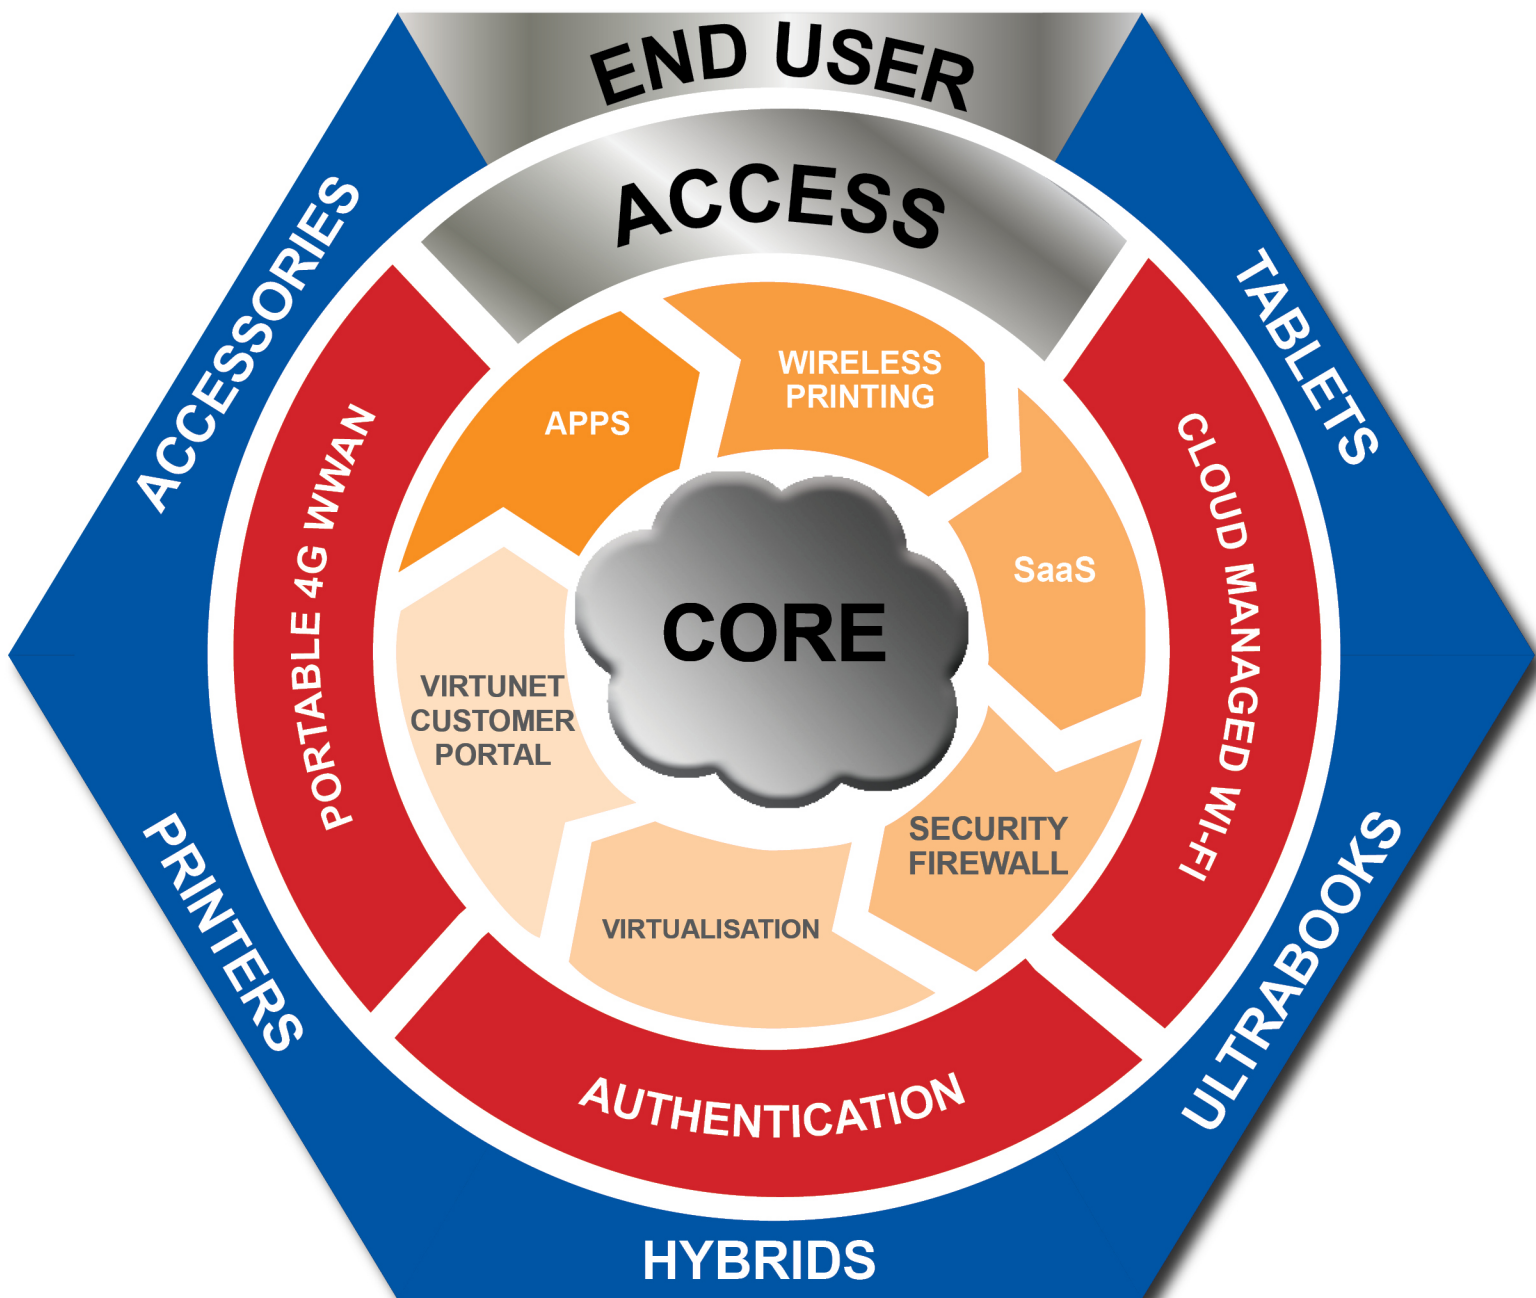 END USER
ACCESS
ACCESSORIES
TABLETS
PORTABLE 4G WWAN
CLOUD MANAGED WI-FI
APPS
WIRELESS
PRINTING
SaaS
CORE
VIRTUNET
CUSTOMER
PORTAL
SECURITY
FIREWALL
VIRTUALISATION
PRINTERS
ULTRABOOKS
AUTHENTICATION
HYBRIDS